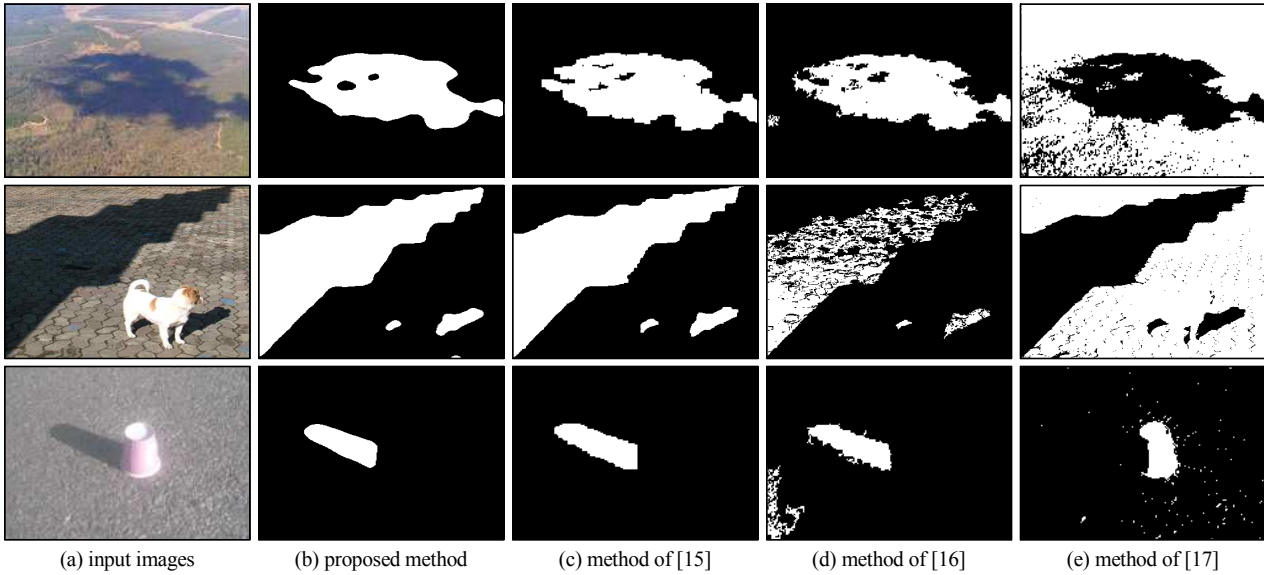 (a) input images
(b) proposed method
(c) method of [15]
(d) method of [16]
(e) method of [17]